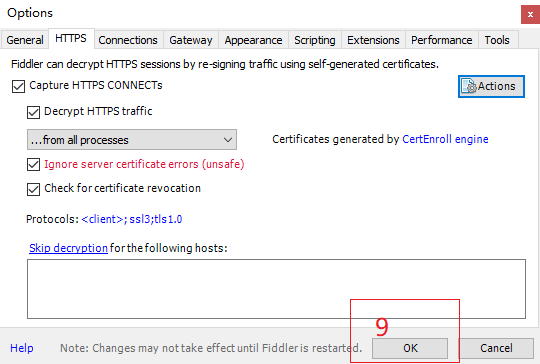 Options
General HTTPS Connections Gateway Appearance Scripting Extensions Performance Tools
Fiddler can decrypt HTTPS sessions by re-signing traffic using self-generated certificates.
Capture HTTPS CONNECTs
Actions
Decrypt HTTPS traffic
...from all processes
Certificates generated by CertEnroll engine
Ignore server certificate errors (unsafe)
Check for certificate revocation
Protocols: <client>; ssl3;tls1.0
Skip decryption for the following hosts:
9
Help Note: Changes may not take effect until Fiddler is restarted. OK Cancel